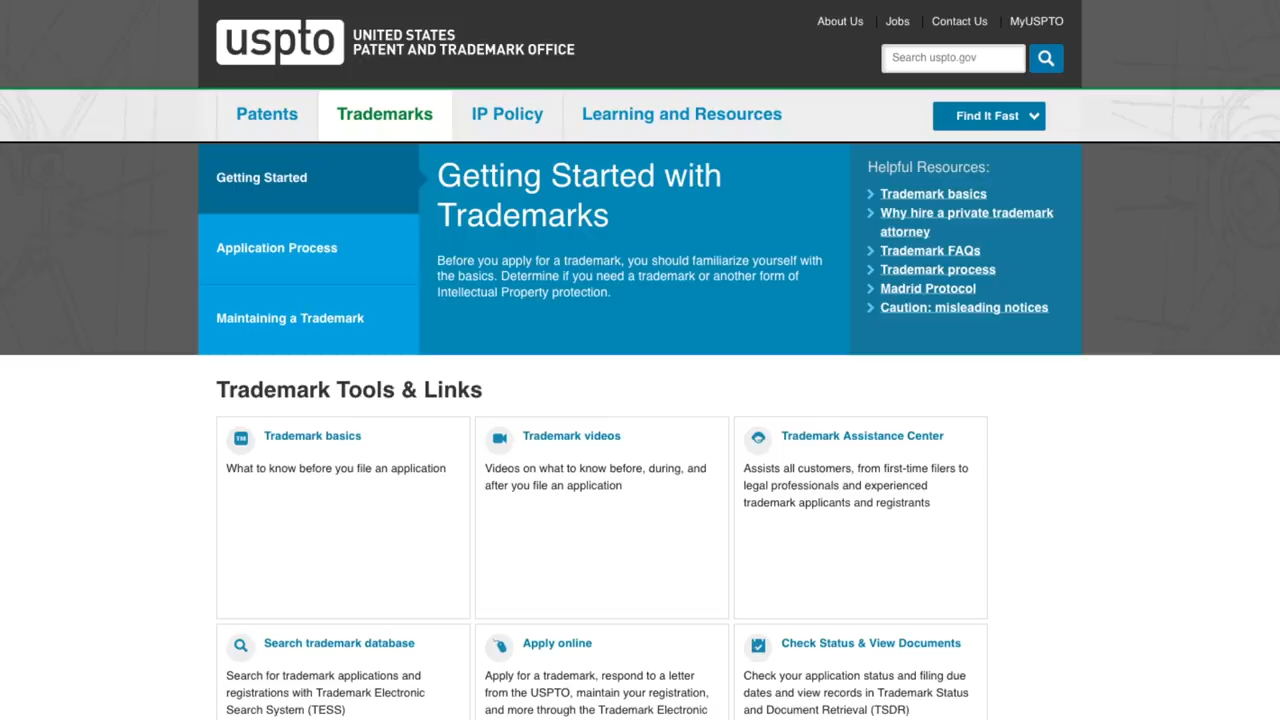 About Us
Jobs
Contact Us
MyUSPTO
uspto
UNITED STATES
PATENT AND TRADEMARK OFFICE
Search uspto.gov
Patents
Trademarks
IP Policy
Learning and Resources
Find It Fast
Getting Started
Application Process
Maintaining a Trademark
Getting Started with
Trademarks
Before you apply for a trademark, you should familiarize yourself with
the basics. Determine if you need a trademark or another form of
Intellectual Property protection.
Helpful Resources:
Trademark basics
Why hire a private trademark
attorney
Trademark FAQs
Trademark process
Madrid Protocol
Caution: misleading notices
Trademark Tools & Links
TM
Trademark basics
What to know before you file an application
Trademark videos
Videos on what to know before, during, and
after you file an application
Trademark Assistance Center
Assists all customers, from first-time filers to
legal professionals and experienced
trademark applicants and registrants
Search trademark database
Search for trademark applications and
registrations with Trademark Electronic
Search System (TESS)
Apply online
Apply for a trademark, respond to a letter
from the USPTO, maintain your registration,
and more through the Trademark Electronic
Check Status & View Documents
Check your application status and filing due
dates and view records in Trademark Status
and Document Retrieval (TSDR)